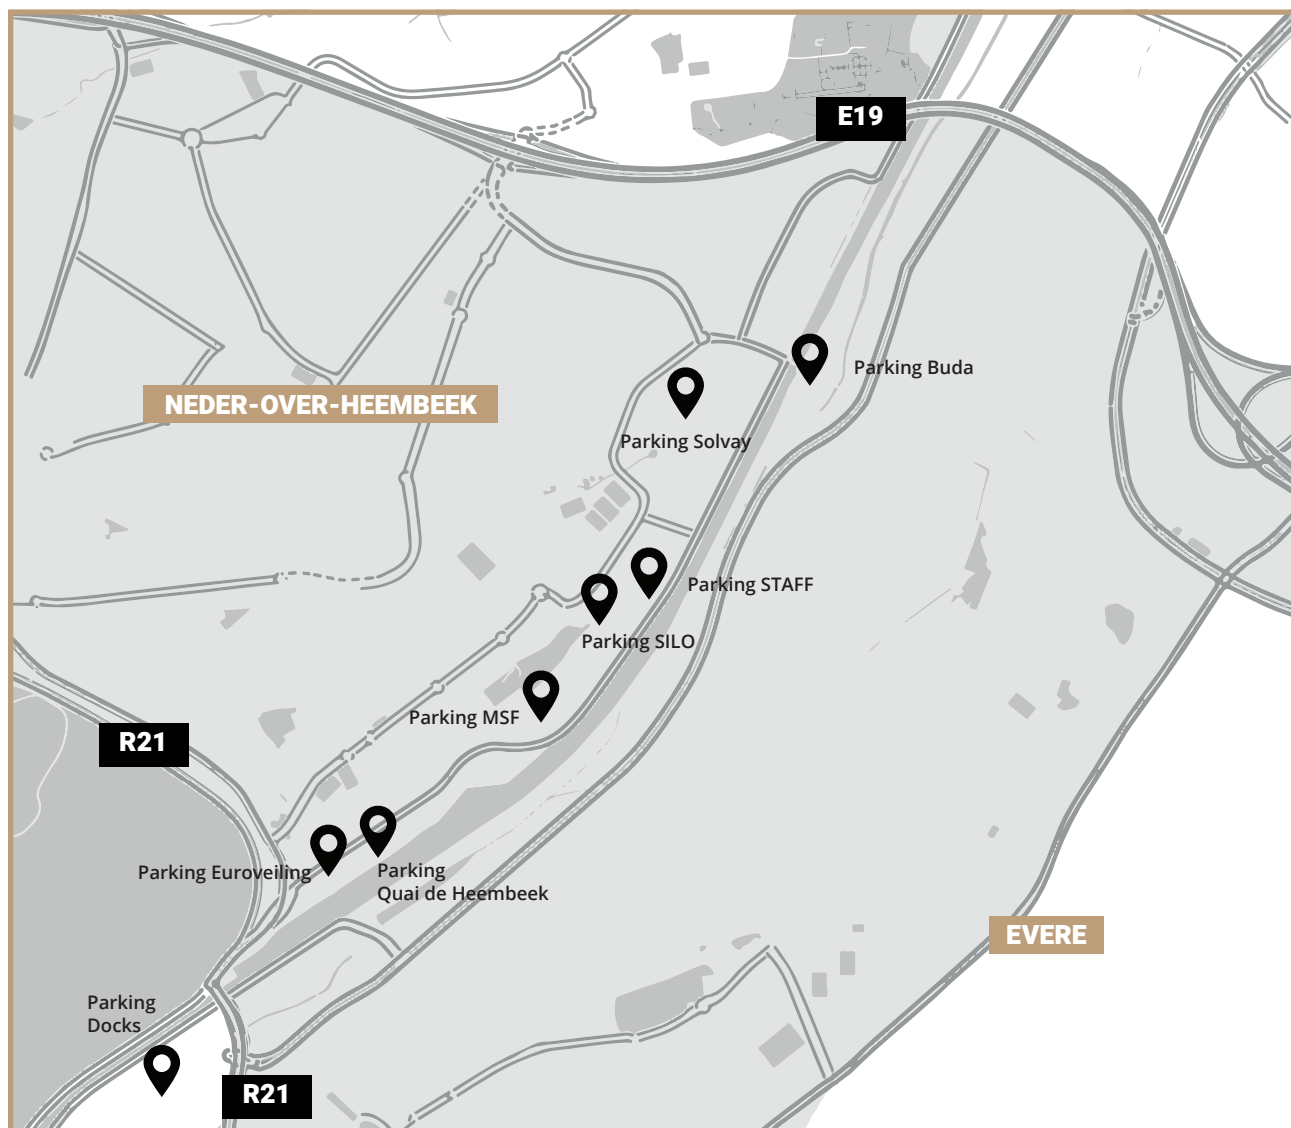 E19
Parking Buda
NEDER-OVER-HEEMBEEK
Parking Solvay
Parking STAFF
Parking SILO
Parking MSF
R21
Parking Euroveiling
Parking
Quai de Heembeek
EVERE
Parking
Docks
R21